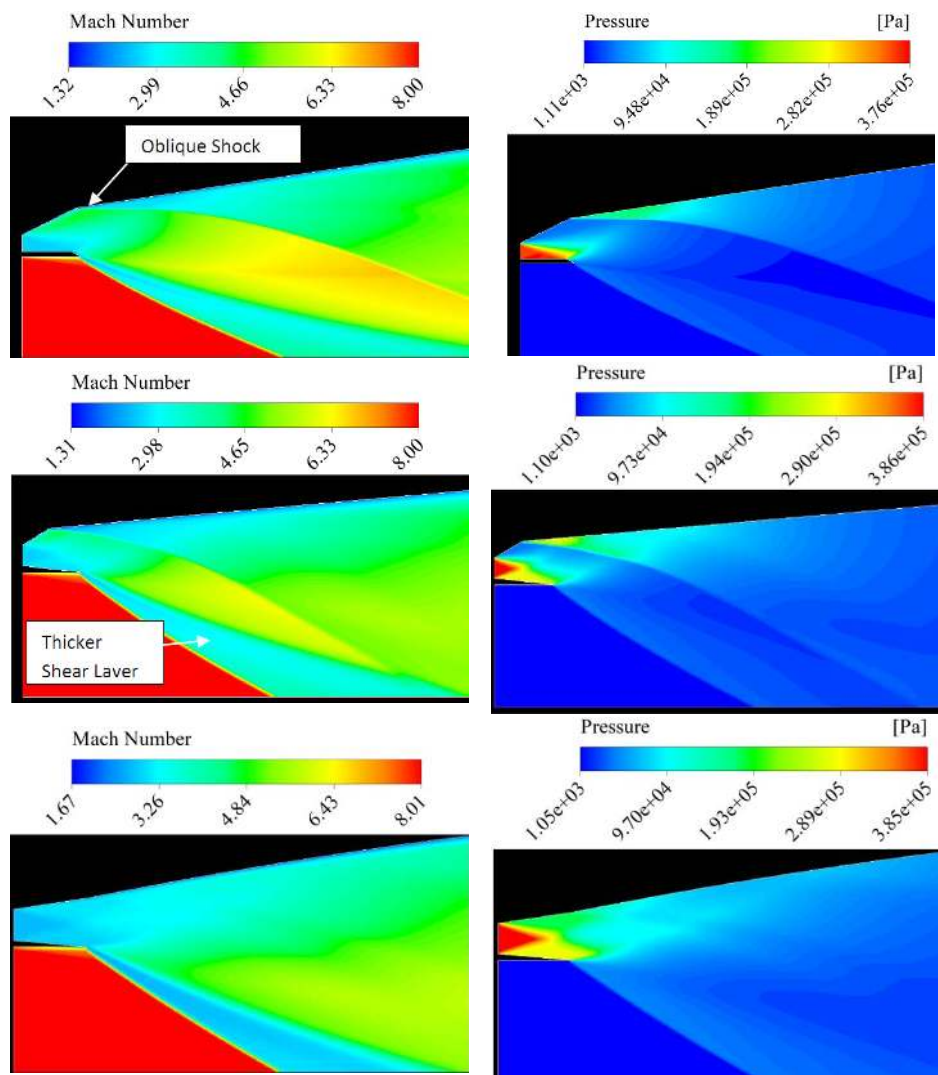 Mach Number
1.32 2.99 4.66 6.33 8.00
Pressure [Pa]
1.11e+03 9.48e+04 1.89e+05 2.82e+05 3.76e+05
Oblique Shock
Mach Number
1.31 2.98 4.65 6.33 8.00
Pressure [Pa]
1.10e+03 9.73e+04 1.94e+05 2.90e+05 3.86e+05
Thicker
Shear Laver
Mach Number
1.67 3.26 4.84 6.43 8.01
Pressure [Pa]
1.05e+03 9.70e+04 1.93e+05 2.89e+05 3.85e+05